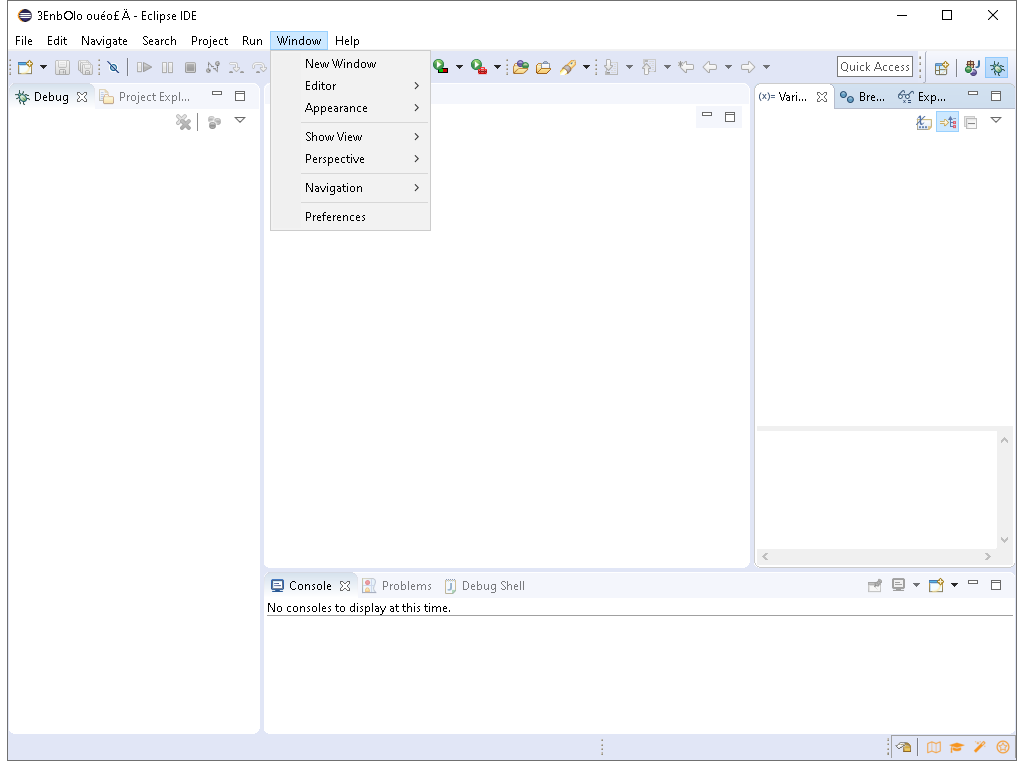 3EnbOlo ouéo£Ä - Eclipse IDE
File Edit Navigate Search Project Run Window Help
New Window
Editor
Appearance
Show View
Perspective
Navigation
Preferences
Quick Access
Debug Project Expl...
(x)= Vari... Bre... Exp...
Console Problems Debug Shell
No consoles to display at this time.